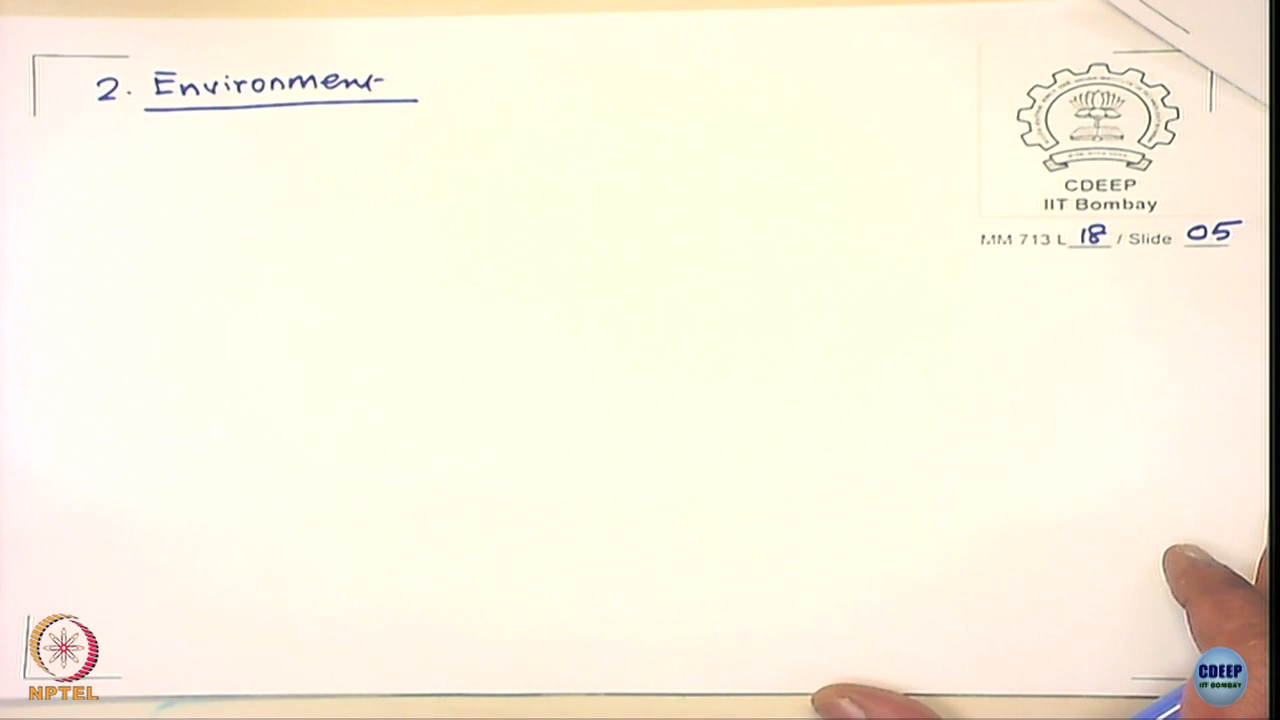 2. Environment
CDEEP
IIT Bombay
MM 713 L 18 / Slide 05
NPTEL
CDEEP
IIT BOMBAY